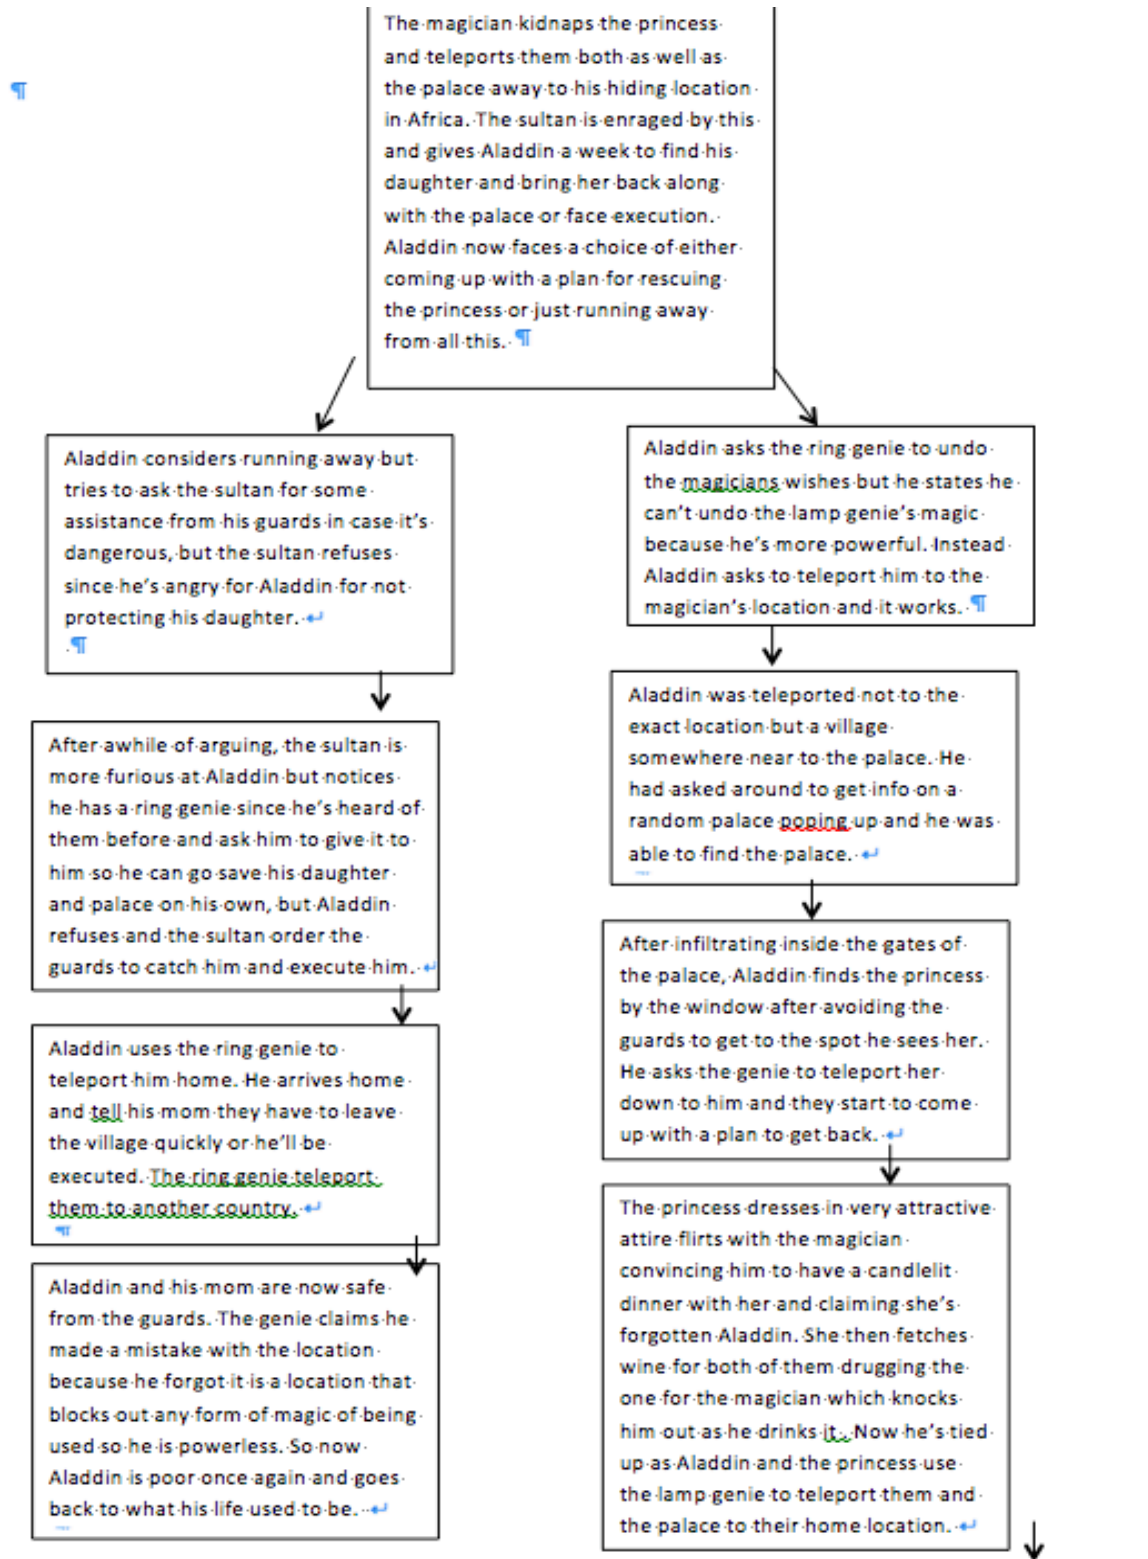 The magician kidnaps the princess
and teleports them both as well as
the palace away to his hiding location
in Africa. The sultan is enraged by this
and gives Aladdin a week to find his
daughter and bring her back along
with the palace or face execution.
Aladdin now faces a choice of either
coming up with a plan for rescuing
the princess or just running away
from all this.
Aladdin considers running away but
tries to ask the sultan for some
assistance from his guards in case it's
dangerous, but the sultan refuses
since he's angry for Aladdin for not
protecting his daughter.
After awhile of arguing, the sultan is
more furious at Aladdin but notices
he has a ring genie since he's heard of
them before and ask him to give it to
him so he can go save his daughter
and palace on his own, but Aladdin
refuses and the sultan order the
guards to catch him and execute him.
Aladdin uses the ring genie to
teleport him home. He arrives home
and tell his mom they have to leave
the village quickly or he'll be
executed. The ring genie teleport
them to another country.
Aladdin and his mom are now safe
from the guards. The genie claims he
made a mistake with the location
because he forgot it is a location that
blocks out any form of magic of being
used so he is powerless. So now
Aladdin is poor once again and goes
back to what his life used to be.
Aladdin asks the ring genie to undo
the magicians wishes but he states he
can't undo the lamp genie's magic
because he's more powerful. Instead
Aladdin asks to teleport him to the
magician's location and it works.
Aladdin was teleported not to the
exact location but a village
somewhere near to the palace. He
had asked around to get info on a
random palace poping up and he was
able to find the palace.
After infiltrating inside the gates of
the palace, Aladdin finds the princess
by the window after avoiding the
guards to get to the spot he sees her.
He asks the genie to teleport her
down to him and they start to come
up with a plan to get back.
The princess dresses in very attractive
attire flirts with the magician
convincing him to have a candlelit
dinner with her and claiming she's
forgotten Aladdin. She then fetches
wine for both of them drugging the
one for the magician which knocks
him out as he drinks it . Now he's tied
up as Aladdin and the princess use
the lamp genie to teleport them and
the palace to their home location.